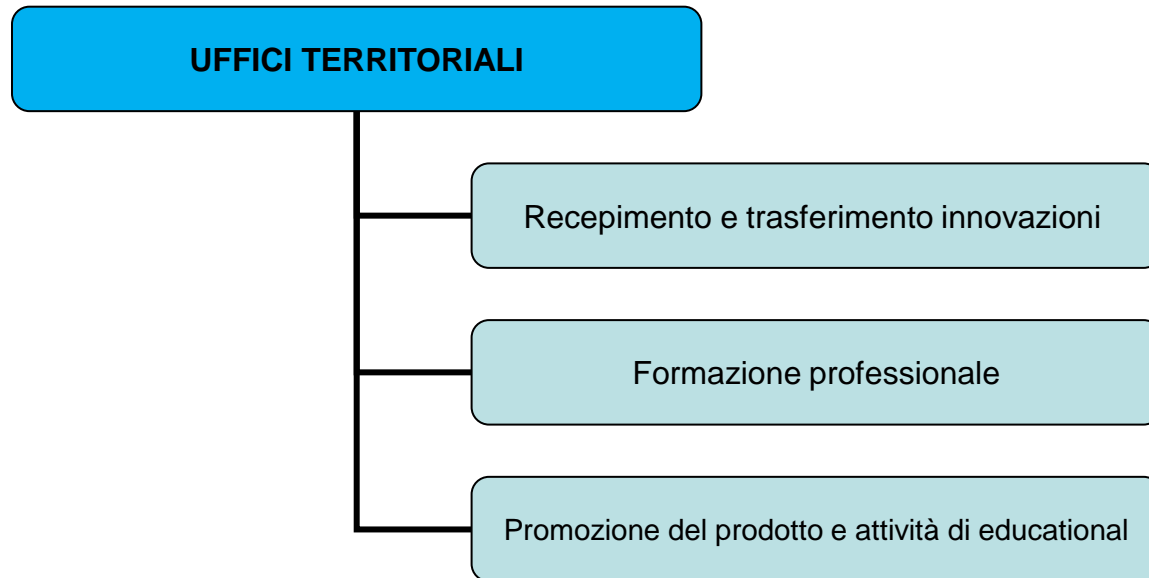 UFFICI TERRITORIALI
Recepimento e trasferimento innovazioni
Formazione professionale
Promozione del prodotto e attività di educational